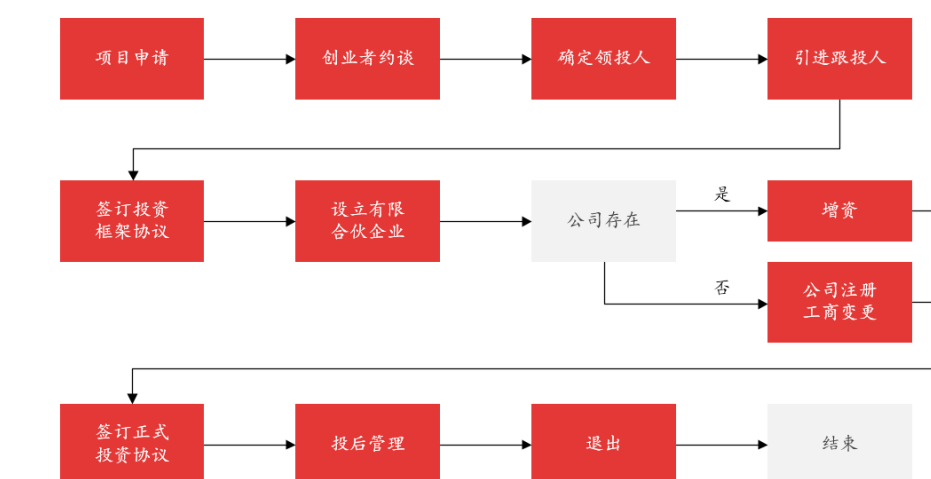 项目申请
创业者约谈
确定领投人
引进跟投人
签订投资
框架协议
设立有限
合伙企业
公司存在
是
增资
否
公司注册
工商变更
签订正式
投资协议
投后管理
退出
结束